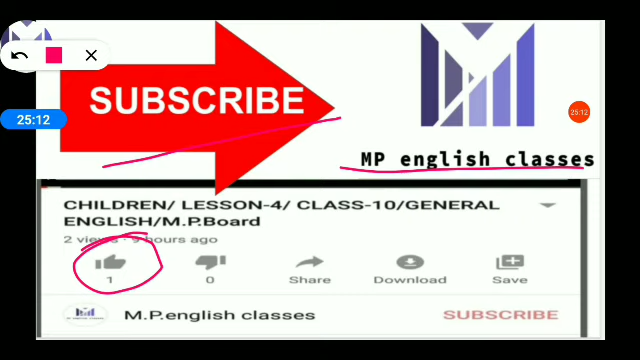 SUBSCRIBE
MP english classes
25:12
25:12
CHILDREN/ LESSON-4/ CLASS-10/GENERAL
ENGLISH/M.P.Board
2 views · 9 hours ago
1
0
Share
Download
Save
M.P.english classes
SUBSCRIBE